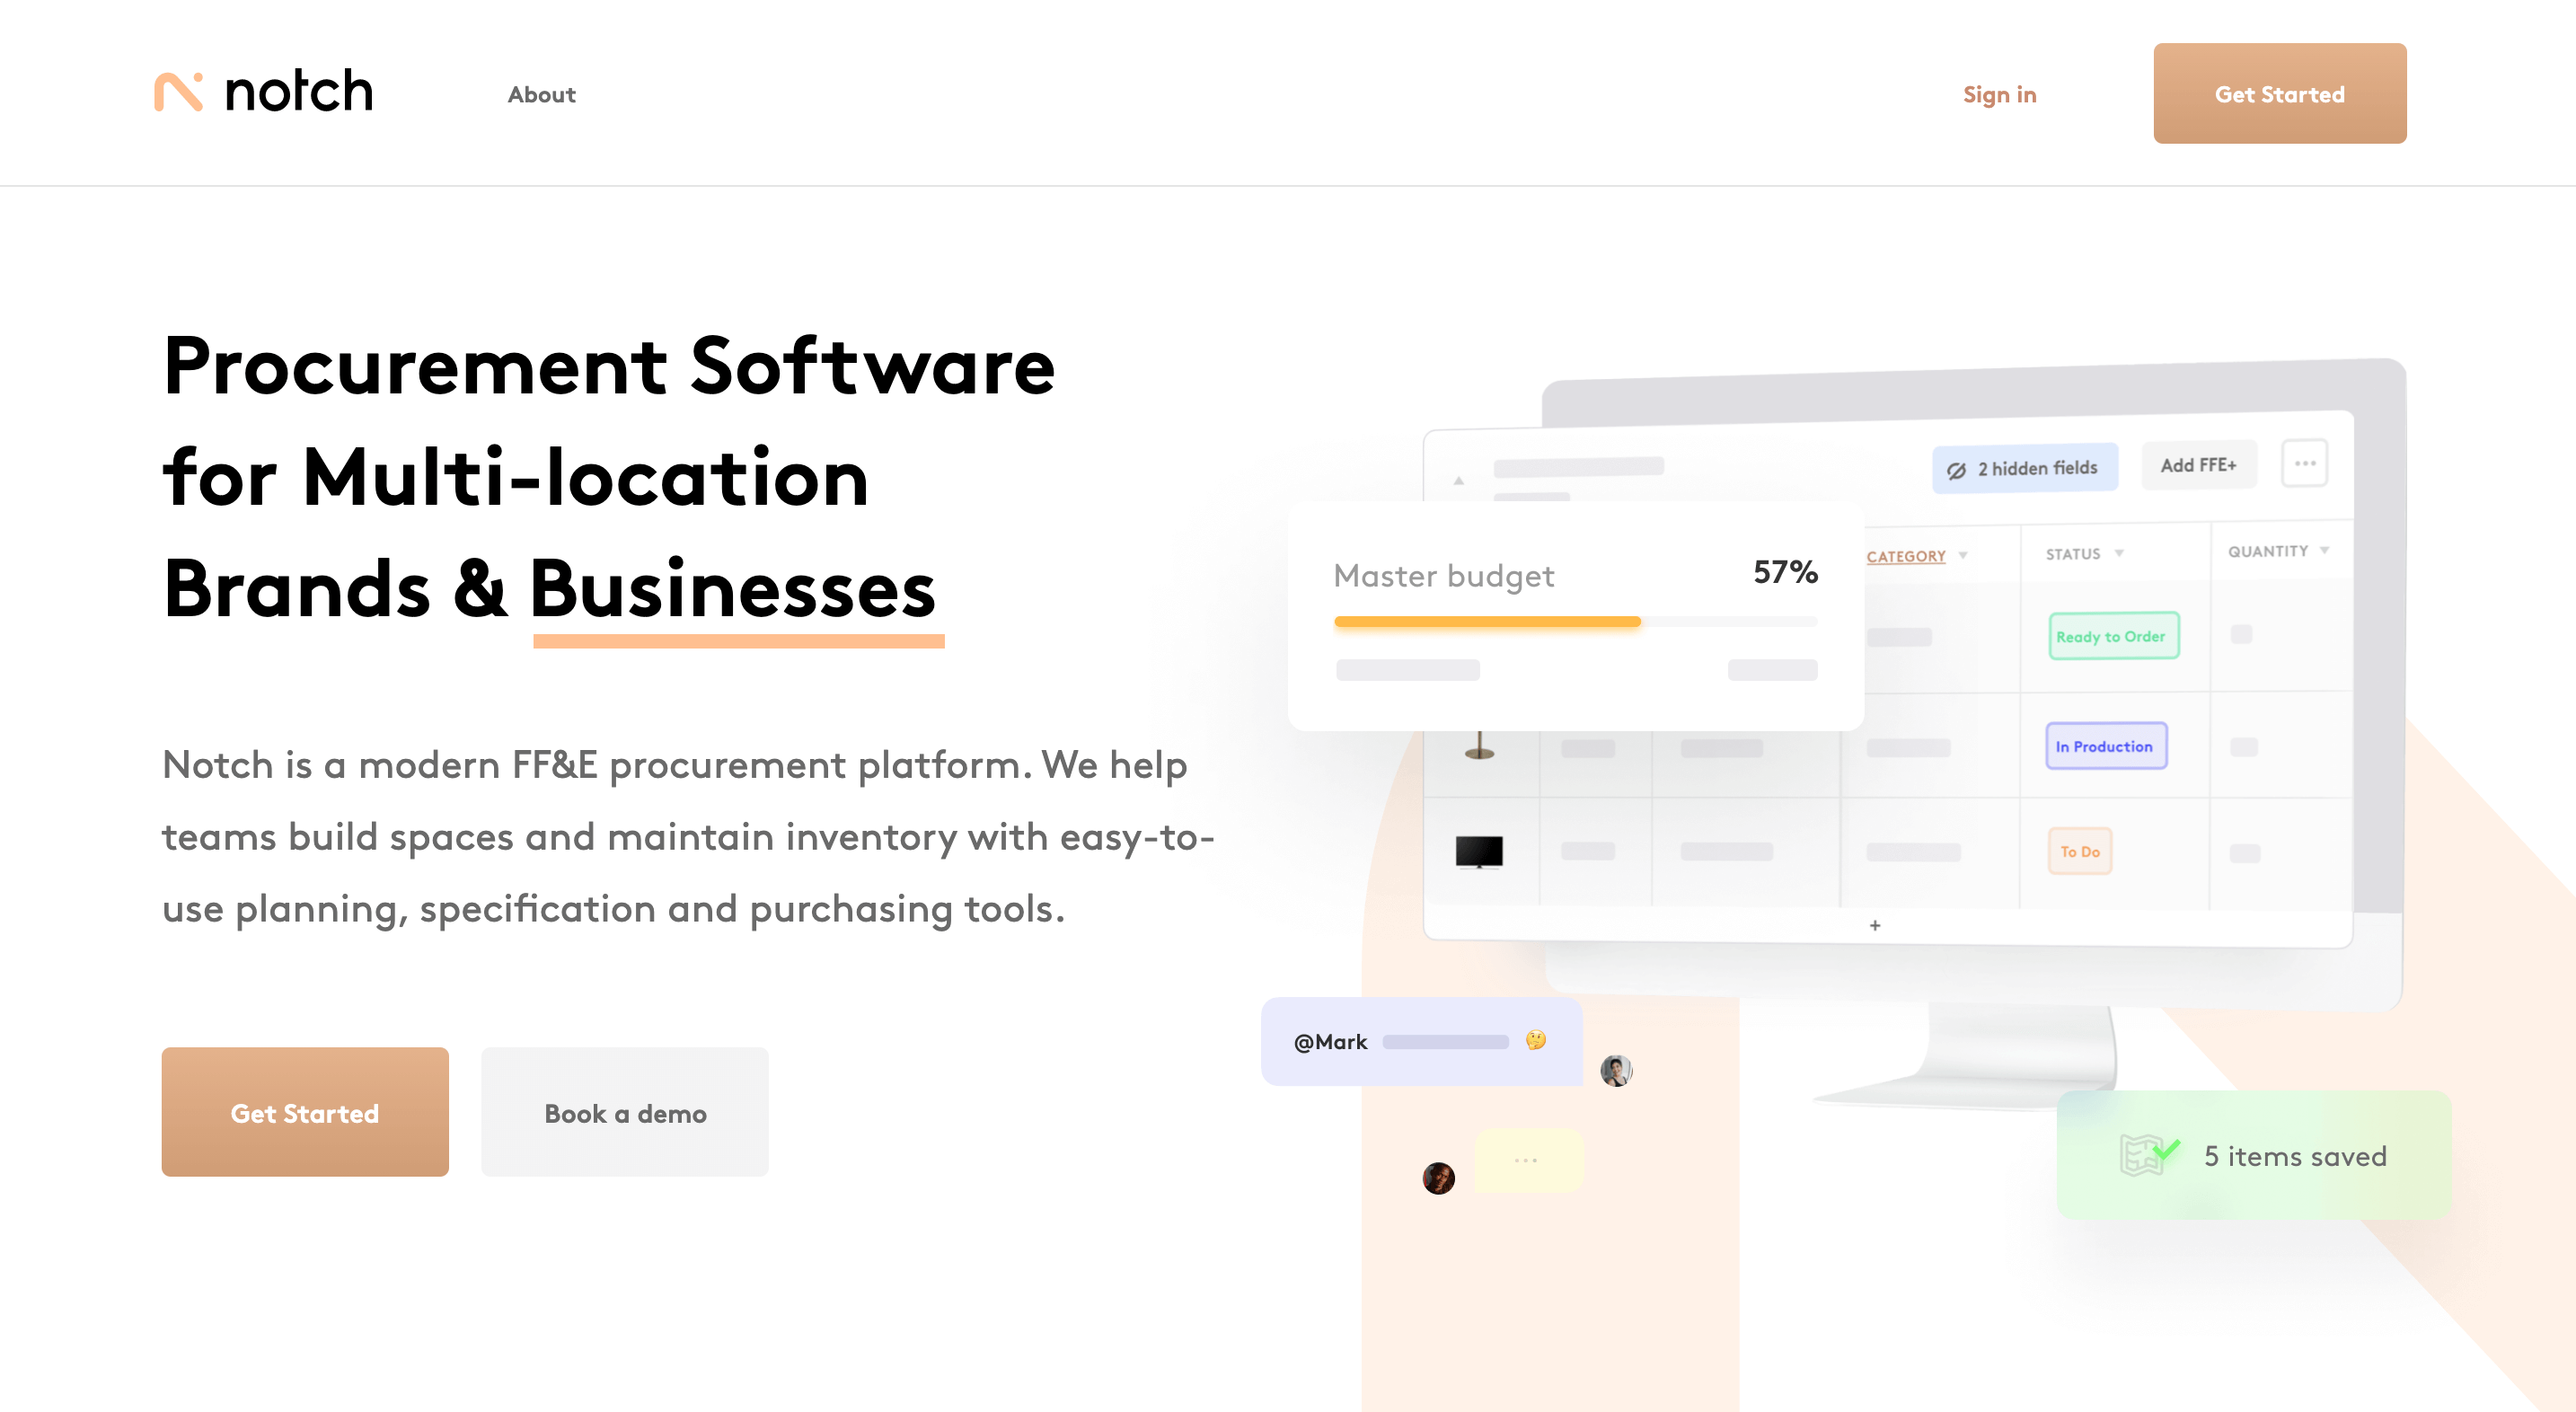 notch
About
Sign in
Get Started
Procurement Software
for Multi-location
Brands & Businesses
Notch is a modern FF&E procurement platform. We help
teams build spaces and maintain inventory with easy-to-
use planning, specification and purchasing tools.
Get Started
Book a demo
2 hidden fields
Add FFE+
...
Master budget
57%
CATEGORY
STATUS
QUANTITY
Ready to Order
In Production
To Do
+
@Mark 🤔
...
5 items saved